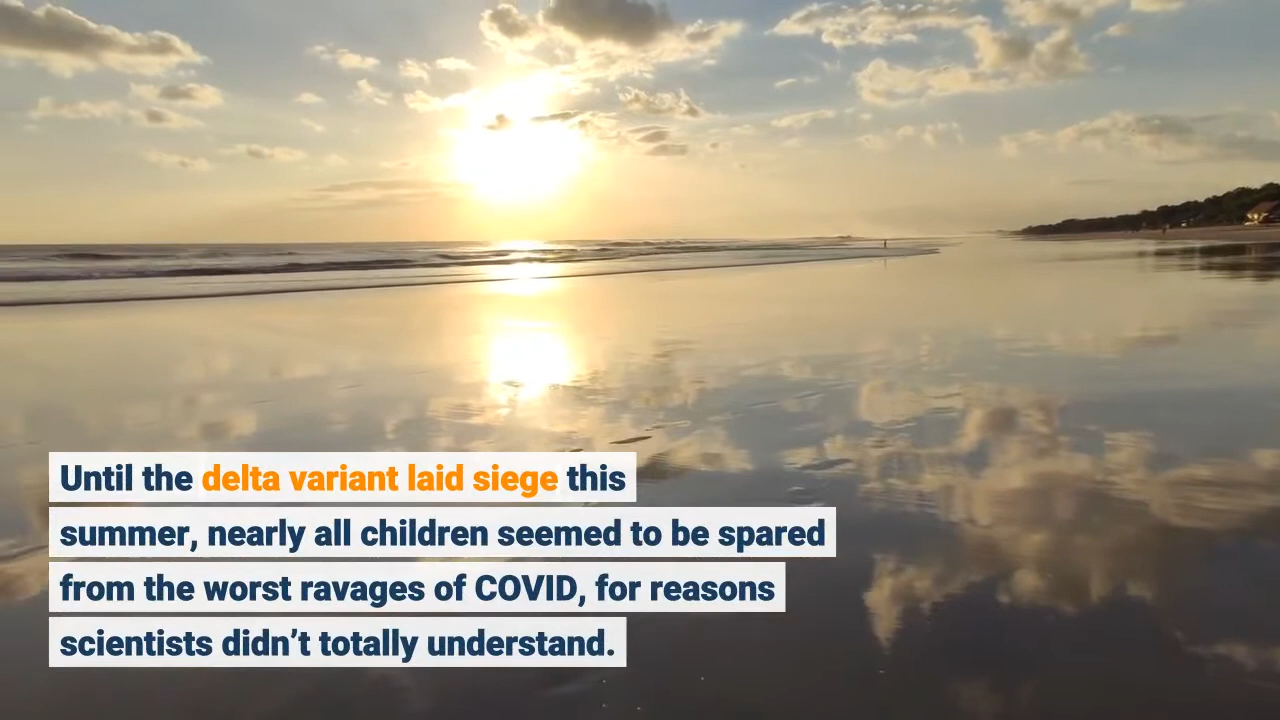 Until the delta variant laid siege this
summer, nearly all children seemed to be spared
from the worst ravages of COVID, for reasons
scientists didn’t totally understand.